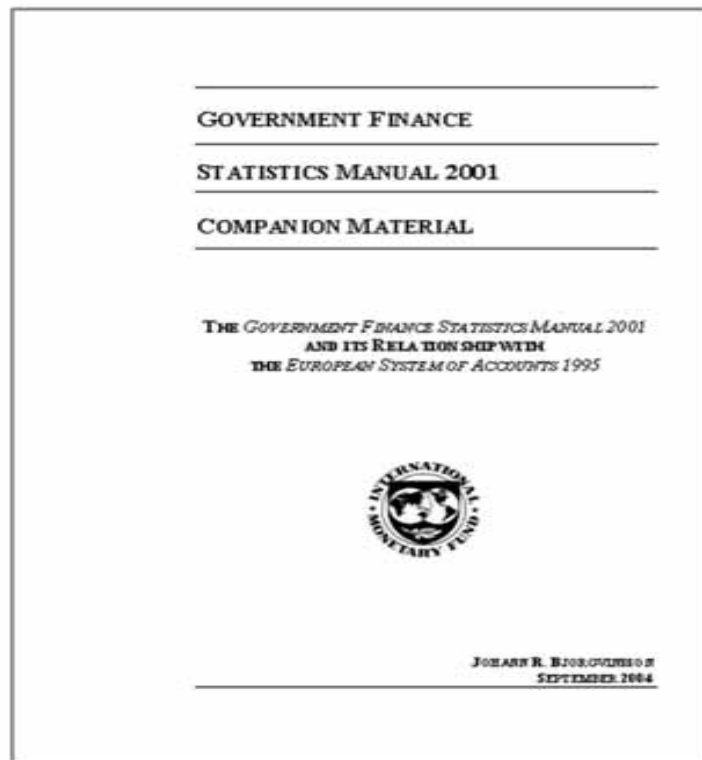 GOVERNMENT FINANCE
STATISTICS MANUAL 2001
COMPANION MATERIAL
THE GOVERNMENT FINANCE STATISTICS MANUAL 2001
AND ITS RELATIONSHIP WITH
THE EUROPEAN SYSTEM OF ACCOUNTS 1995
INTERNATIONAL
MONETARY FUND
JOHANN R. BJORGVINSSON
SEPTEMBER 2004